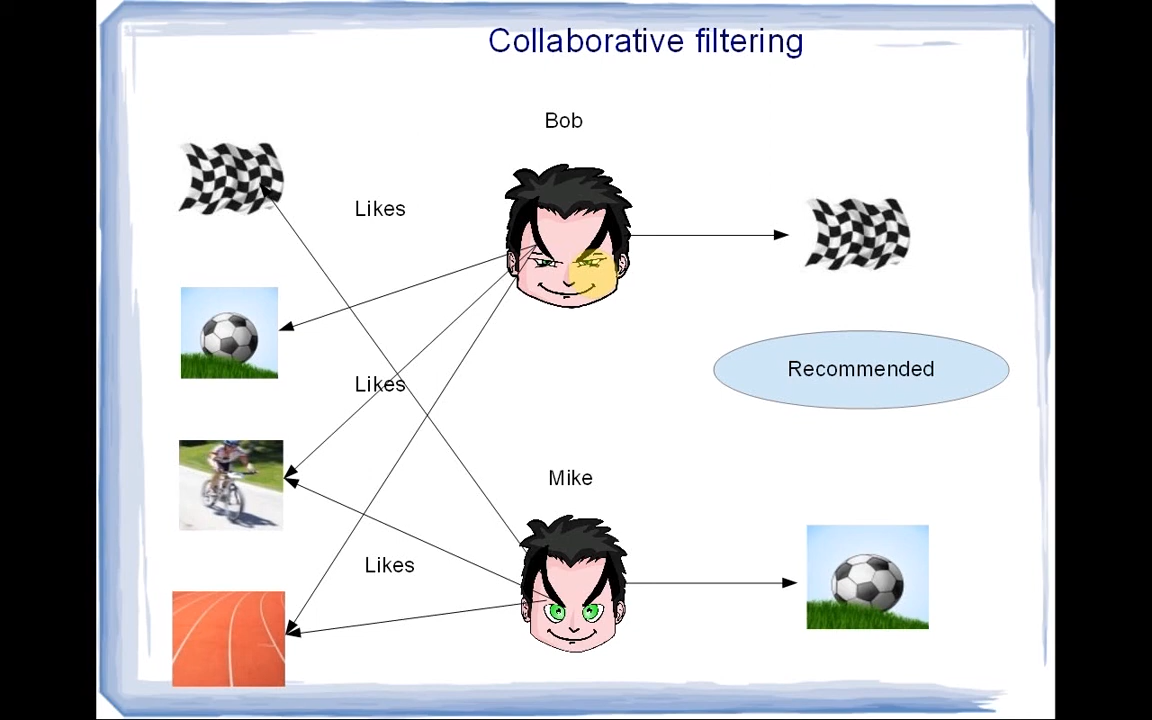 Collaborative filtering
Bob
Likes
Recommended
Likes
Mike
Likes